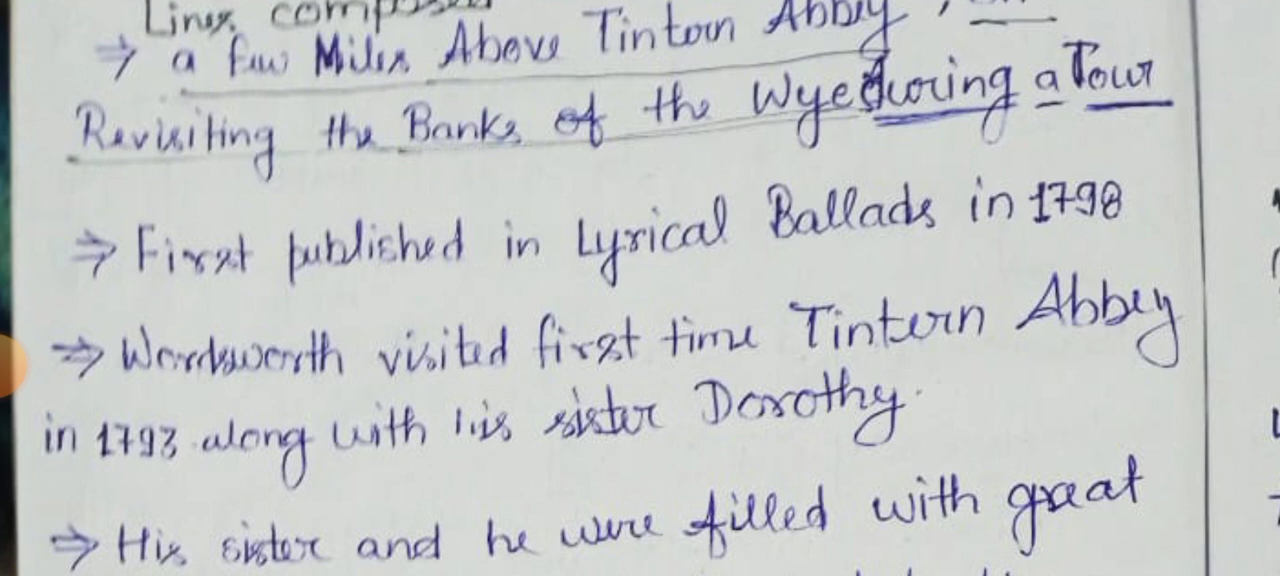 Lines composed
⇒ a few Miles Above Tintern Abbey,
Revisiting the Banks of the Wye during a Tour
⇒ First published in Lyrical Ballads in 1798
⇒ Wordsworth visited first time Tintern Abbey
in 1793 along with his sister Dorothy.
⇒ His sister and he were filled with great